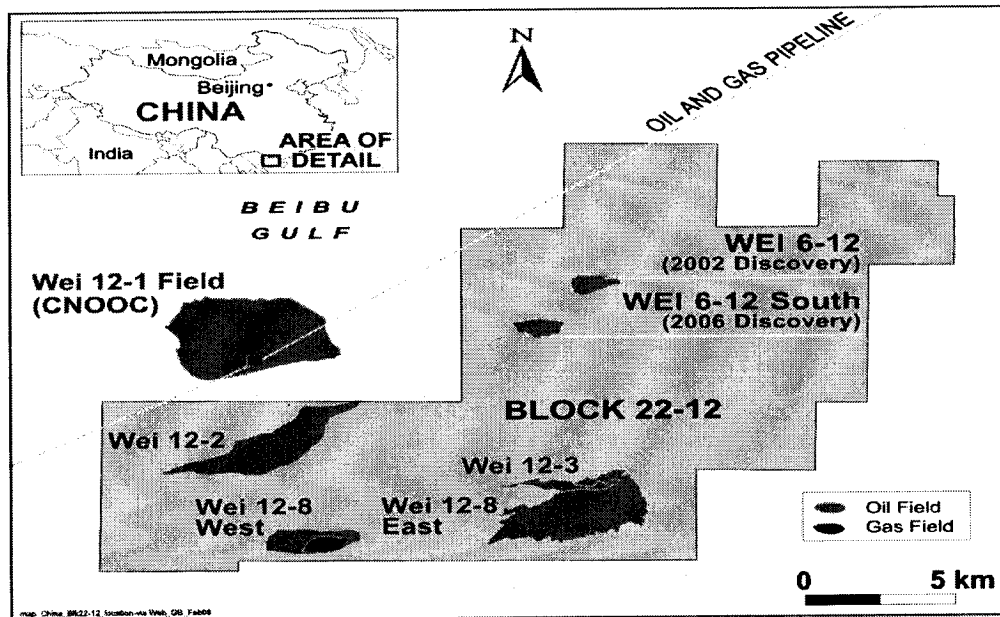 Mongolia
Beijing
CHINA
India
AREA OF
DETAIL
N
OIL AND GAS PIPELINE
BEIBU
GULF
Wei 12-1 Field
(CNOOC)
WEI 6-12
(2002 Discovery)
WEI 6-12 South
(2006 Discovery)
BLOCK 22-12
Wei 12-2
Wei 12-3
Wei 12-8
West
Wei 12-8
East
Oil Field
Gas Field
0 5 km